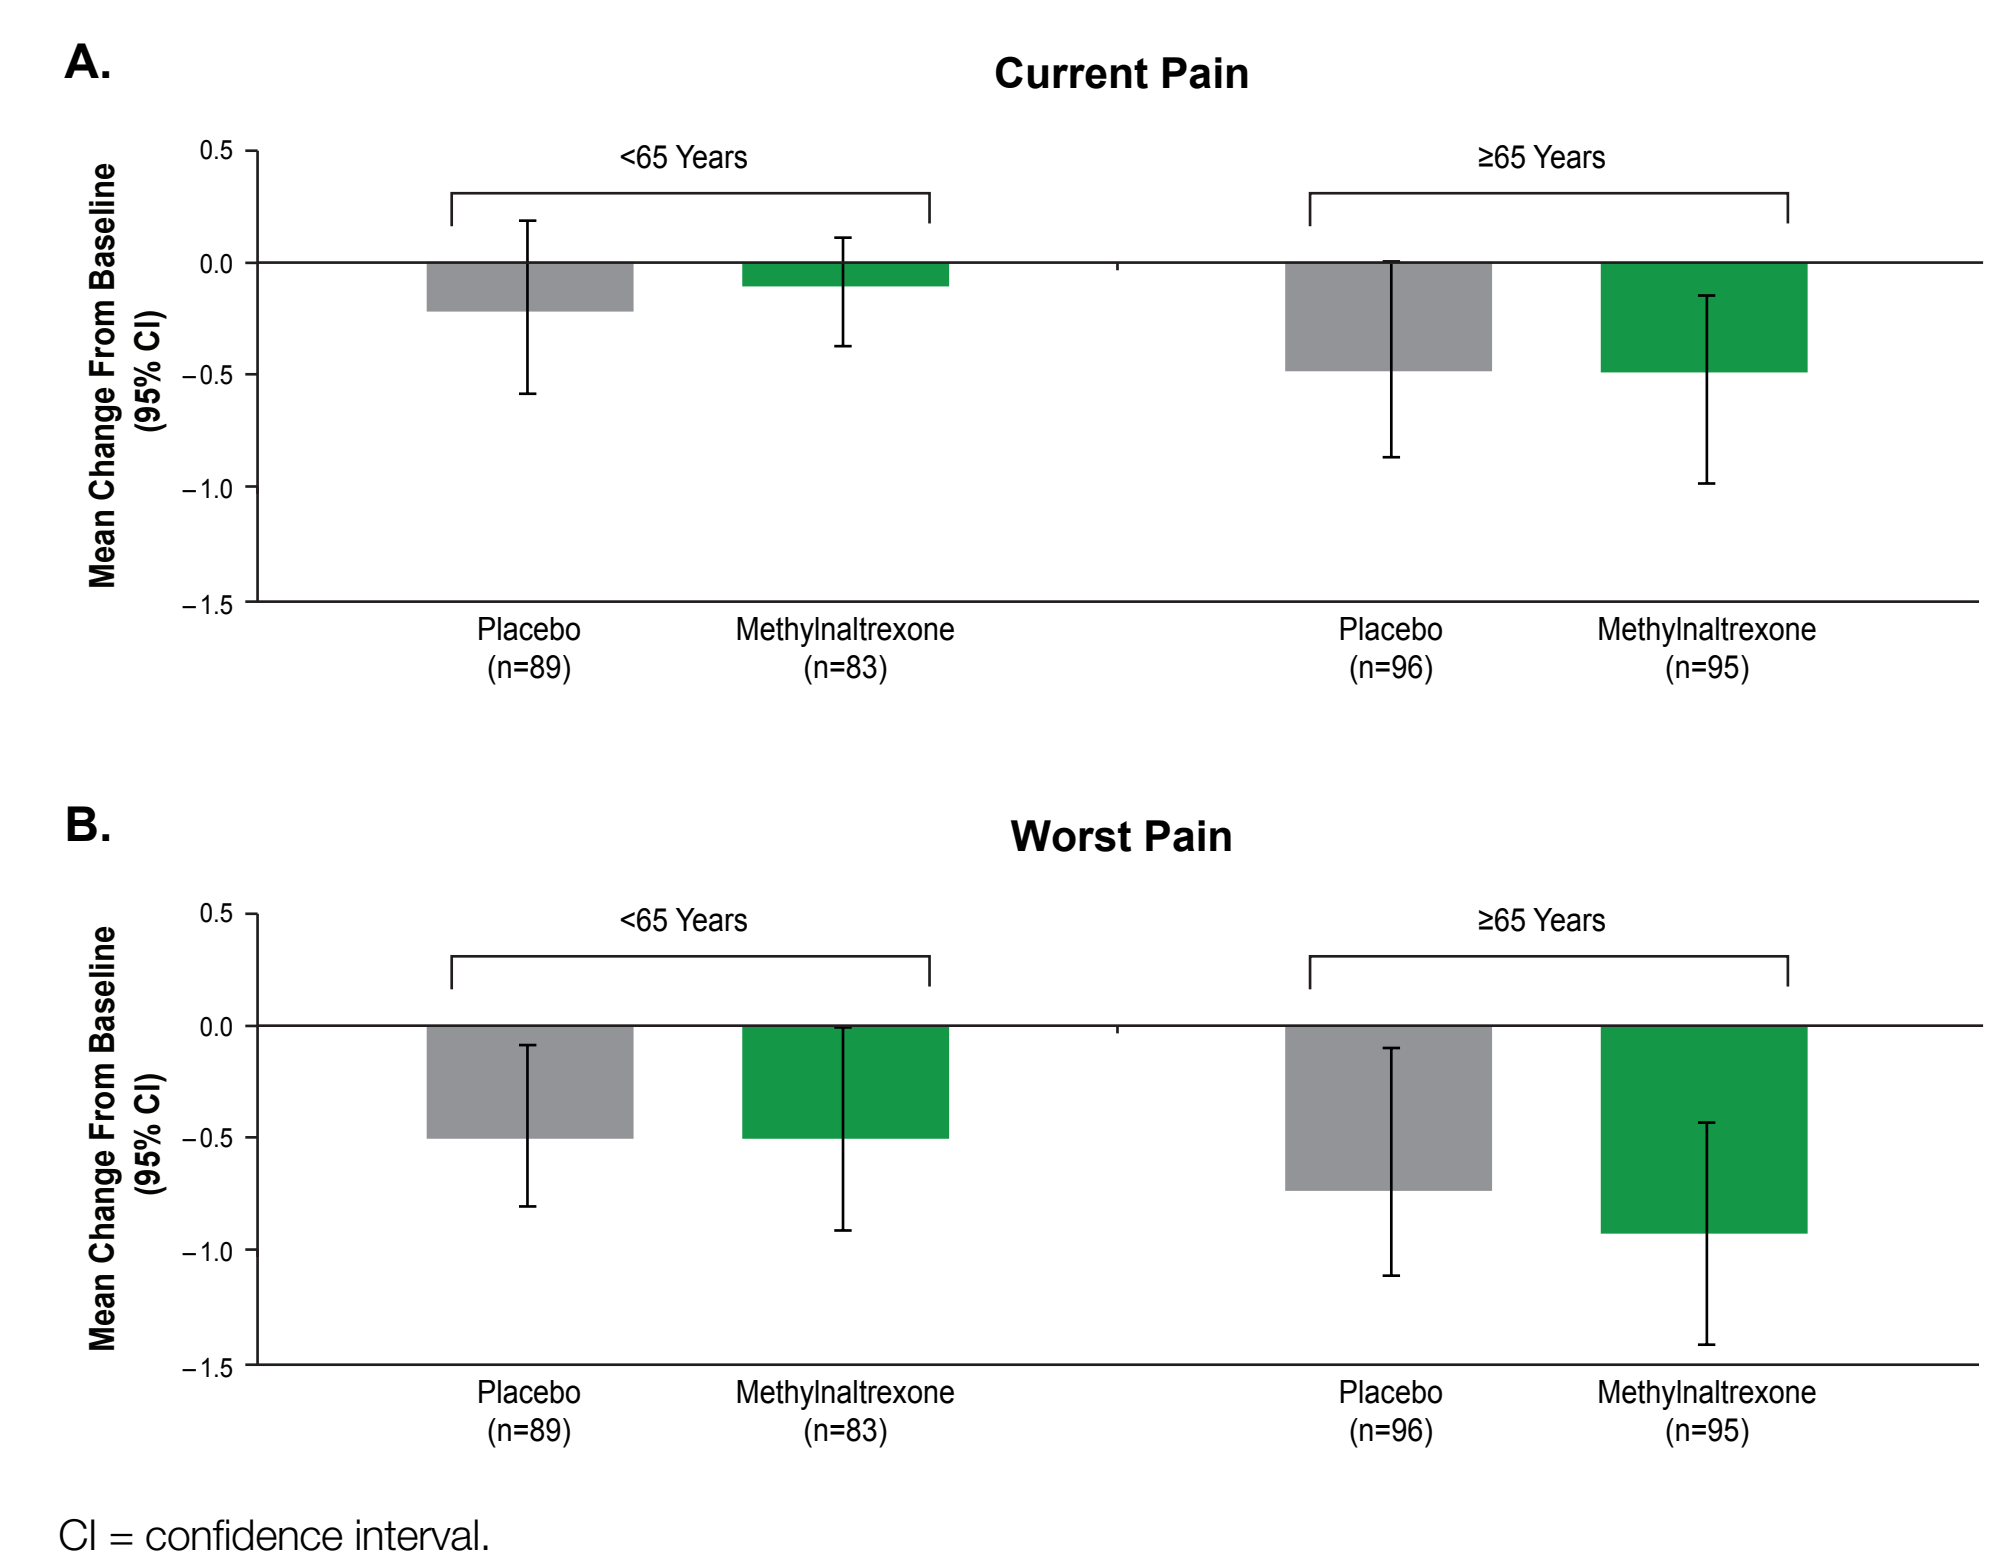 A.
Current Pain
Mean Change From Baseline
(95% CI)
0.5
0.0
–0.5
–1.0
–1.5
<65 Years
≥65 Years
Placebo
(n=89)
Methylnaltrexone
(n=83)
Placebo
(n=96)
Methylnaltrexone
(n=95)
B.
Worst Pain
Mean Change From Baseline
(95% CI)
0.5
0.0
–0.5
–1.0
–1.5
<65 Years
≥65 Years
Placebo
(n=89)
Methylnaltrexone
(n=83)
Placebo
(n=96)
Methylnaltrexone
(n=95)
CI = confidence interval.